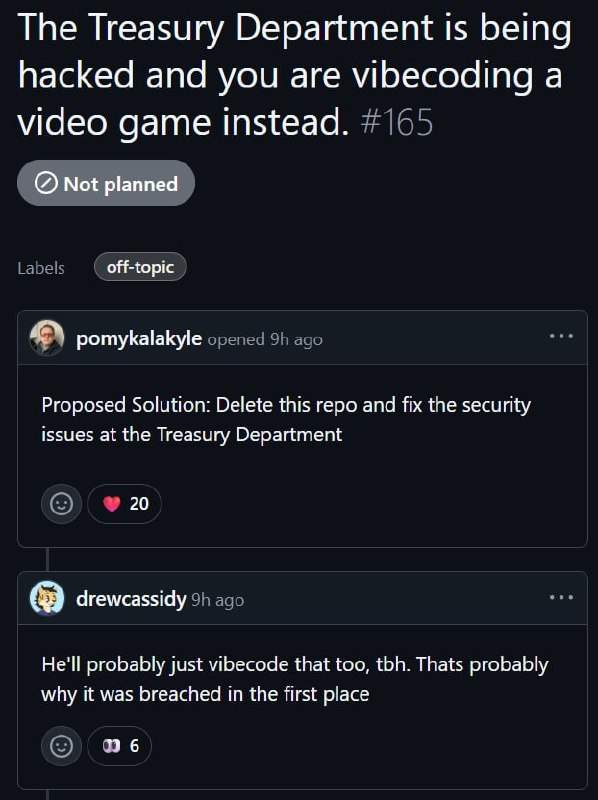 The Treasury Department is being
hacked and you are vibecoding a
video game instead. #165
Not planned
Labels off-topic
pomykalakyle opened 9h ago
Proposed Solution: Delete this repo and fix the security
issues at the Treasury Department
❤️ 20
drewcassidy 9h ago
He'll probably just vibecode that too, tbh. Thats probably
why it was breached in the first place
👀 6